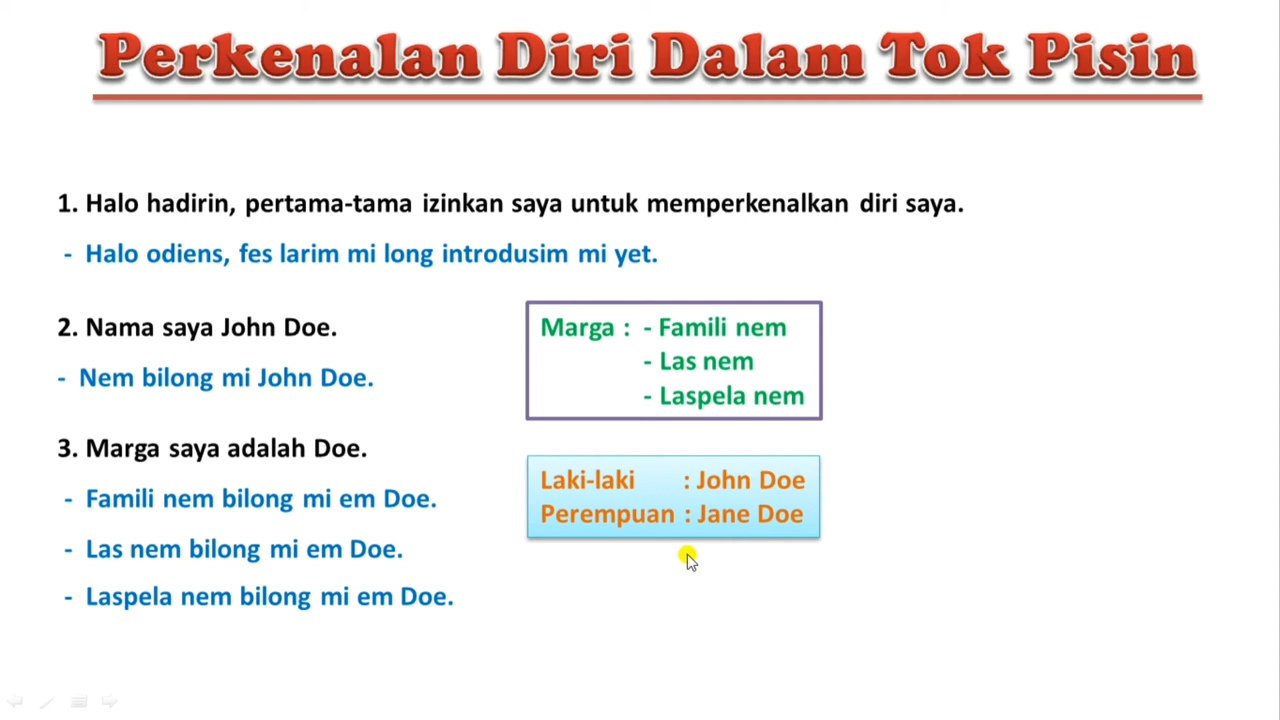 Perkenalan Diri Dalam Tok Pisin
1. Halo hadirin, pertama-tama izinkan saya untuk memperkenalkan diri saya.
- Halo odiens, fes larim mi long introdusim mi yet.
2. Nama saya John Doe.
- Nem bilong mi John Doe.
3. Marga saya adalah Doe.
- Famili nem bilong mi em Doe.
- Las nem bilong mi em Doe.
- Laspela nem bilong mi em Doe.
Marga : - Famili nem
- Las nem
- Laspela nem
Laki-laki : John Doe
Perempuan : Jane Doe